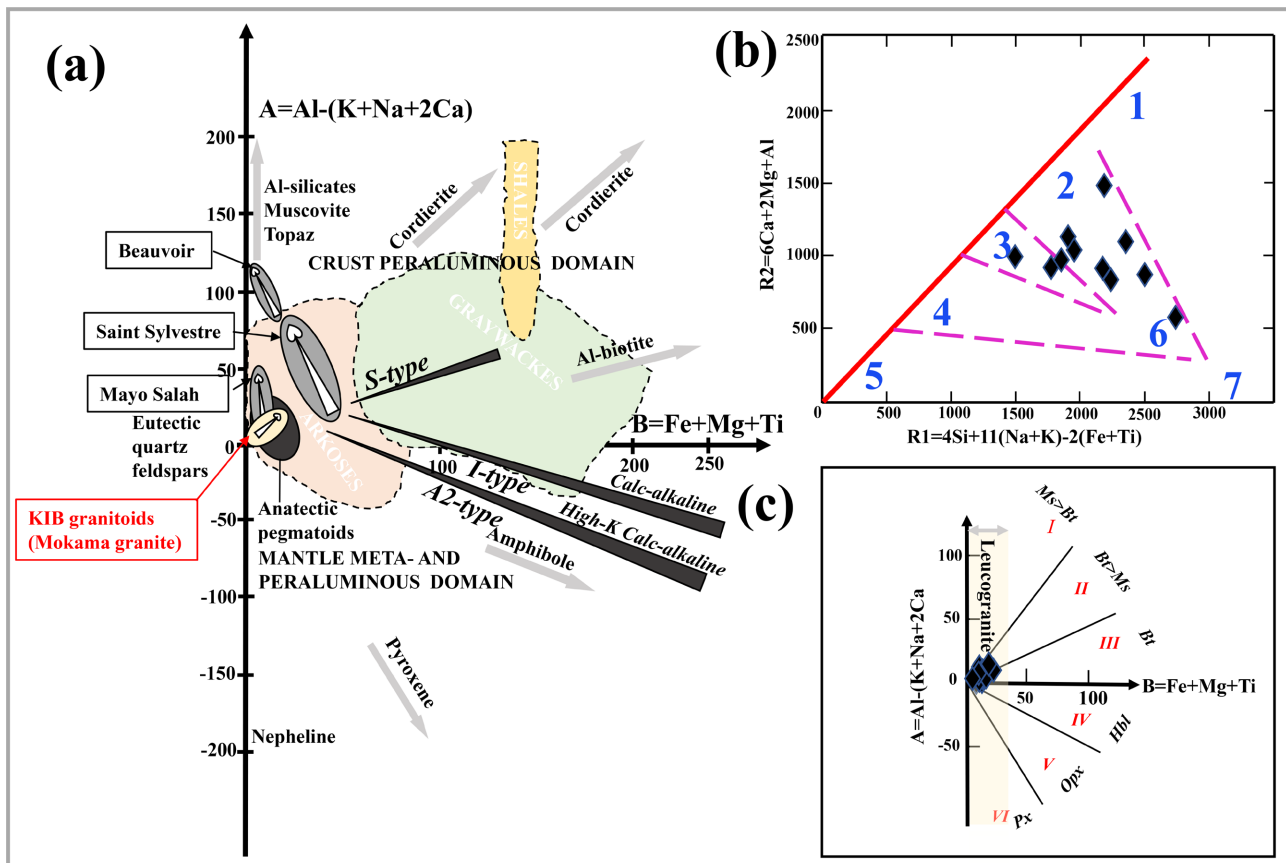 (a)
A=Al-(K+Na+2Ca)
200
150
100
50
0
-50
-100
-150
-200
Al-silicates
Muscovite
Topaz
Cordierite
SHALES
Cordierite
CRUST PERALUMINOUS DOMAIN
Beauvoir
Saint Sylvestre
Mayo Salah
Eutectic
quartz
feldspars
KIB granitoids
(Mokama granite)
GRAYWACKES
ARKOSES
S-type
Al-biotite
B=Fe+Mg+Ti
100
200
250
I-type
Calc-alkaline
A2-type
High-K Calc-alkaline
Anatectic
pegmatoids
MANTLE META- AND
PERALUMINOUS DOMAIN
Amphibole
Pyroxene
Nepheline
(b)
R2=6Ca+2Mg+Al
2500
2000
1500
1000
500
0
500
1000
1500
2000
2500
3000
R1=4Si+11(Na+K)-2(Fe+Ti)
1
2
3
4
5
6
7
(c)
A=Al-(K+Na+2Ca
100
50
0
-50
Leucogranite
Ms>Bt
I
Bt>Ms
II
III
Bt
50
100
B=Fe+Mg+Ti
IV
Hbl
V
Opx
VI
Px